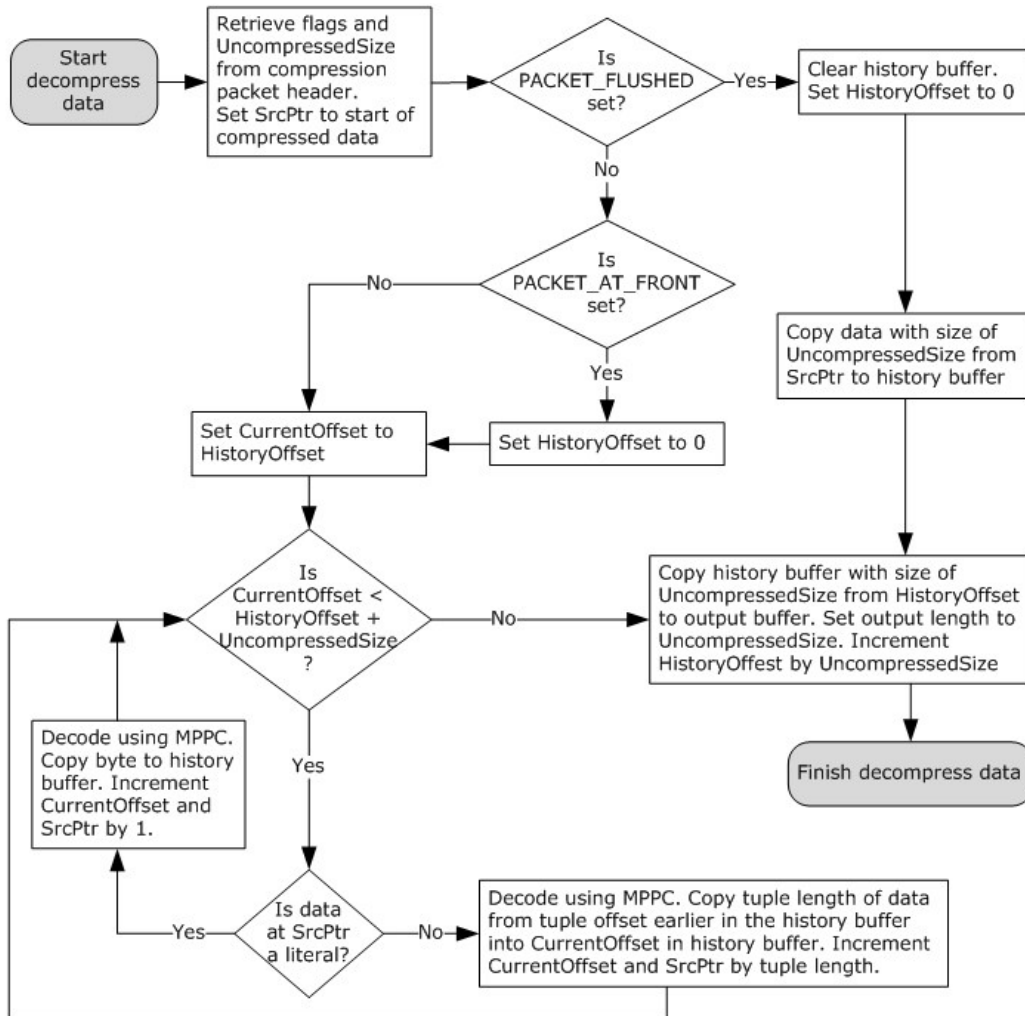 Start
decompress
data
Retrieve flags and
UncompressedSize
from compression
packet header.
Set SrcPtr to start of
compressed data
Is
PACKET_FLUSHED
set?
Yes
Clear history buffer.
Set HistoryOffset to 0
No
Is
PACKET_AT_FRONT
set?
No
Yes
Copy data with size of
UncompressedSize from
SrcPtr to history buffer
Set CurrentOffset to
HistoryOffset
Set HistoryOffset to 0
Is
CurrentOffset <
HistoryOffset +
UncompressedSize
?
No
Copy history buffer with size of
UncompressedSize from HistoryOffset
to output buffer. Set output length to
UncompressedSize. Increment
HistoryOffest by UncompressedSize
Yes
Decode using MPPC.
Copy byte to history
buffer. Increment
CurrentOffset and
SrcPtr by 1.
Finish decompress data
Is data
at SrcPtr
a literal?
Yes
No
Decode using MPPC. Copy tuple length of data
from tuple offset earlier in the history buffer
into CurrentOffset in history buffer. Increment
CurrentOffset and SrcPtr by tuple length.